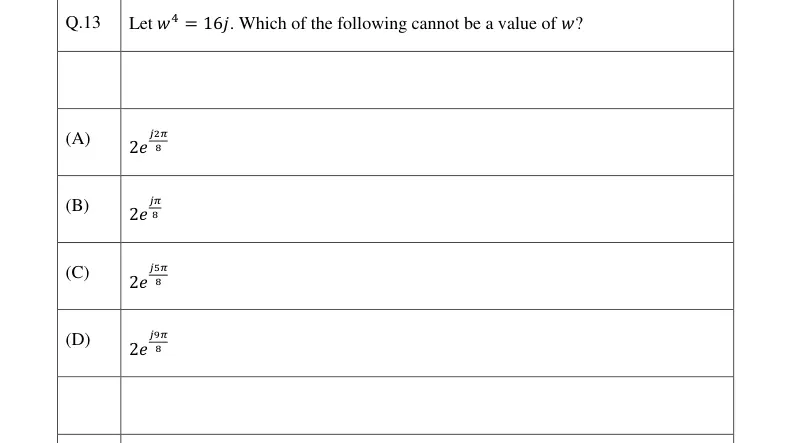 Q.13 Let 𝑤⁴ = 16𝑗. Which of the following cannot be a value of 𝑤?
(A) 2𝑒^(𝑗2𝜋/8)
(B) 2𝑒^(𝑗𝜋/8)
(C) 2𝑒^(𝑗5𝜋/8)
(D) 2𝑒^(𝑗9𝜋/8)